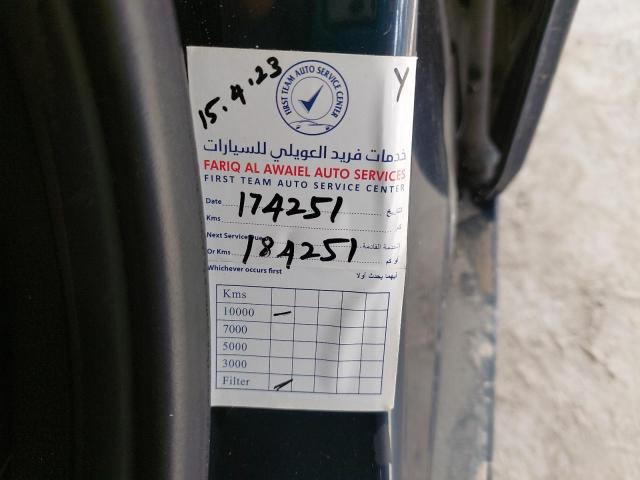 15.4.23
FIRST TEAM AUTO SERVICE CENTER
Y
خدمات فريد العويلي للسيارات
FARIQ AL AWAIEL AUTO SERVICES
FIRST TEAM AUTO SERVICE CENTER
Date 174251 التاريخ
Kms كم
Next Service Due 184251 الخدمة القادمة
Or Kms أو كم
Whichever occurs first أيهما يحدث أولا
Kms
10000
7000
5000
3000
Filter